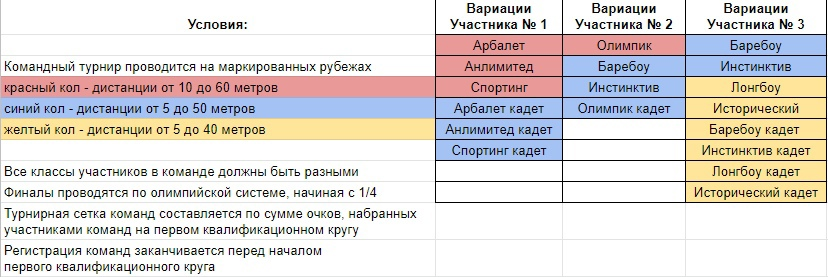 Условия:
Вариации Участника № 1
Вариации Участника № 2
Вариации Участника № 3
Арбалет Олимпик Баребоу
Командный турнир проводится на маркированных рубежах Анлимитед Баребоу Инстинктив
красный кол - дистанции от 10 до 60 метров Спортинг Инстинктив Лонгбоу
синий кол - дистанции от 5 до 50 метров Арбалет кадет Олимпик кадет Исторический
желтый кол - дистанции от 5 до 40 метров Анлимитед кадет Баребоу кадет
Спортинг кадет Инстинктив кадет
Все классы участников в команде должны быть разными Лонгбоу кадет
Финалы проводятся по олимпийской системе, начиная с 1/4 Исторический кадет
Турнирная сетка команд составляется по сумме очков, набранных
участниками команд на первом квалификационном кругу
Регистрация команд заканчивается перед началом
первого квалификационного круга